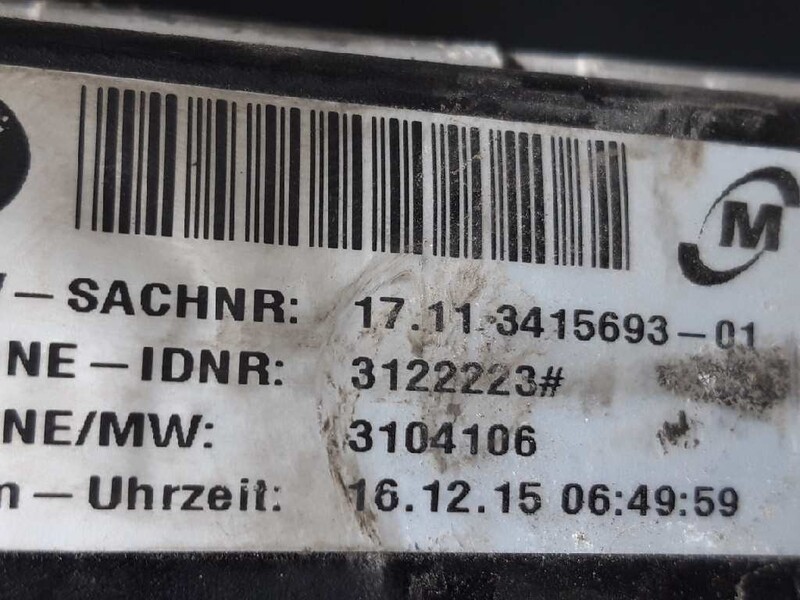 M
–SACHNR: 17.11 3415693–01
NE–IDNR: 3122223#
NE/MW: 3104106
m–Uhrzeit: 16.12.15 06:49:59